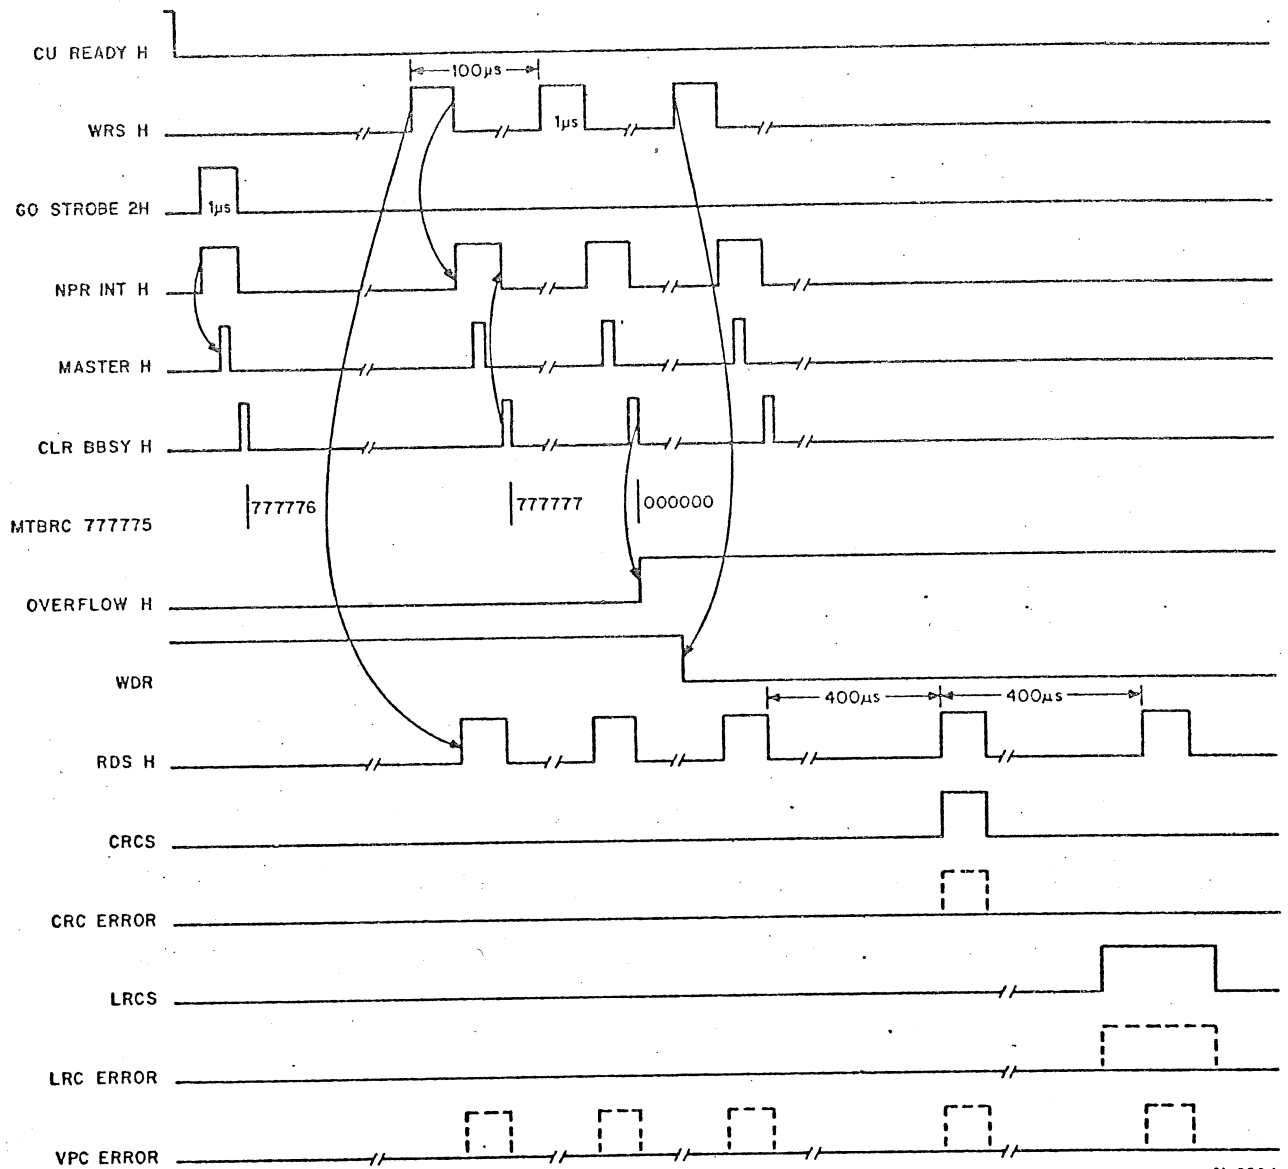 CU READY H
100µs
WRS H
1µs
GO STROBE 2H
1µs
NPR INT H
MASTER H
CLR BBSY H
MTBRC 777775
777776
777777
000000
OVERFLOW H
WDR
400µs
400µs
RDS H
CRCS
CRC ERROR
LRCS
LRC ERROR
VPC ERROR